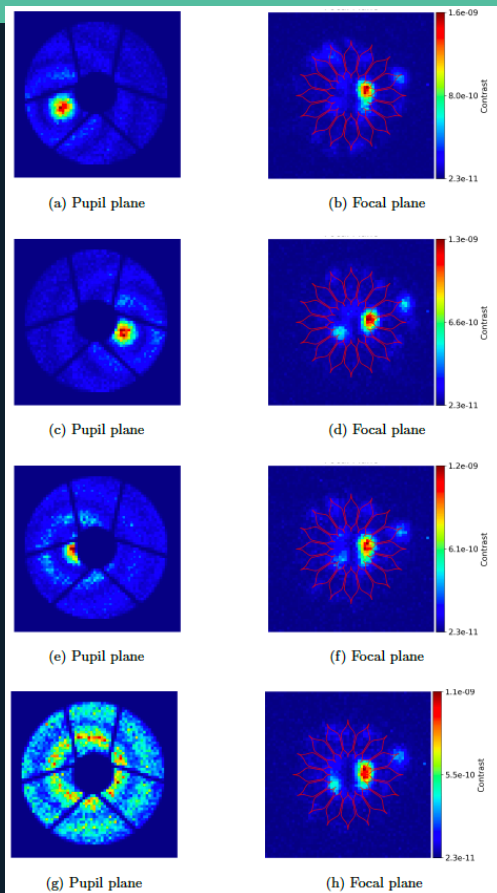 1.6e-09
8.0e-10
Contrast
2.3e-11
(a) Pupil plane
(b) Focal plane
1.3e-09
6.6e-10
Contrast
2.3e-11
(c) Pupil plane
(d) Focal plane
1.2e-09
6.1e-10
Contrast
2.3e-11
(e) Pupil plane
(f) Focal plane
1.1e-09
5.5e-10
Contrast
2.3e-11
(g) Pupil plane
(h) Focal plane